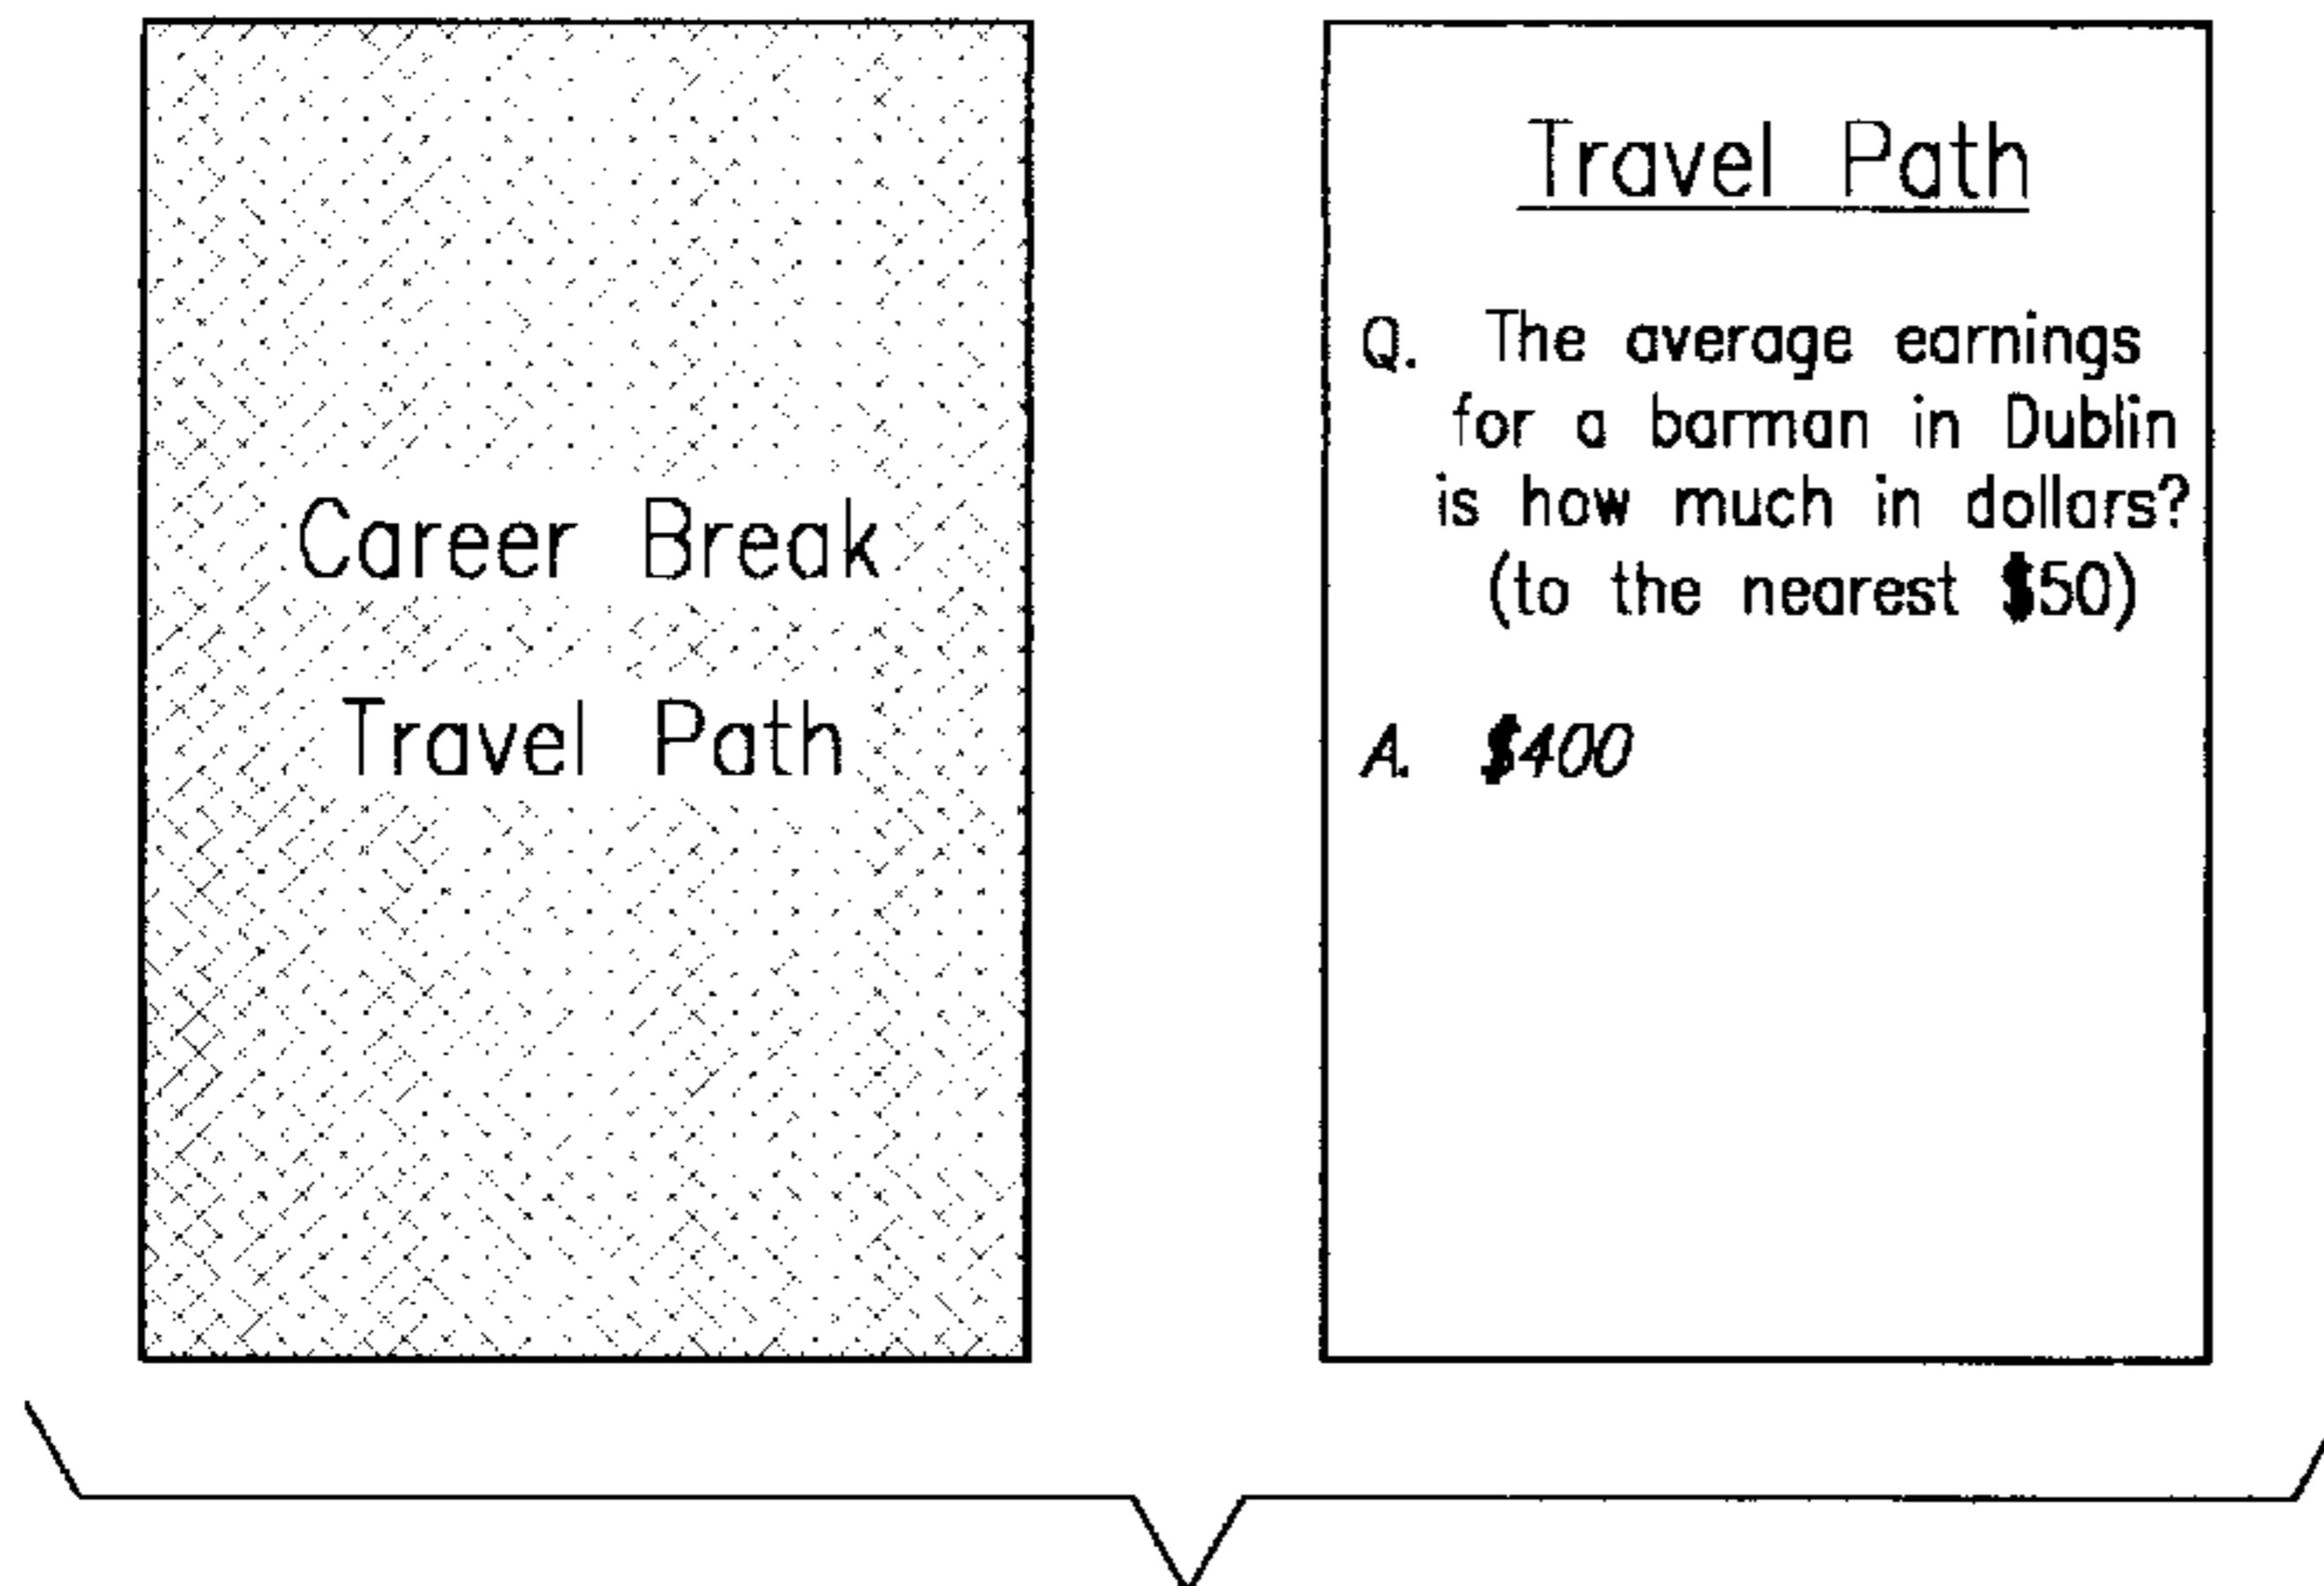 Career Break
Travel Path
Travel Path
Q. The average earnings
for a barman in Dublin
is how much in dollars?
(to the nearest $50)
A. $400